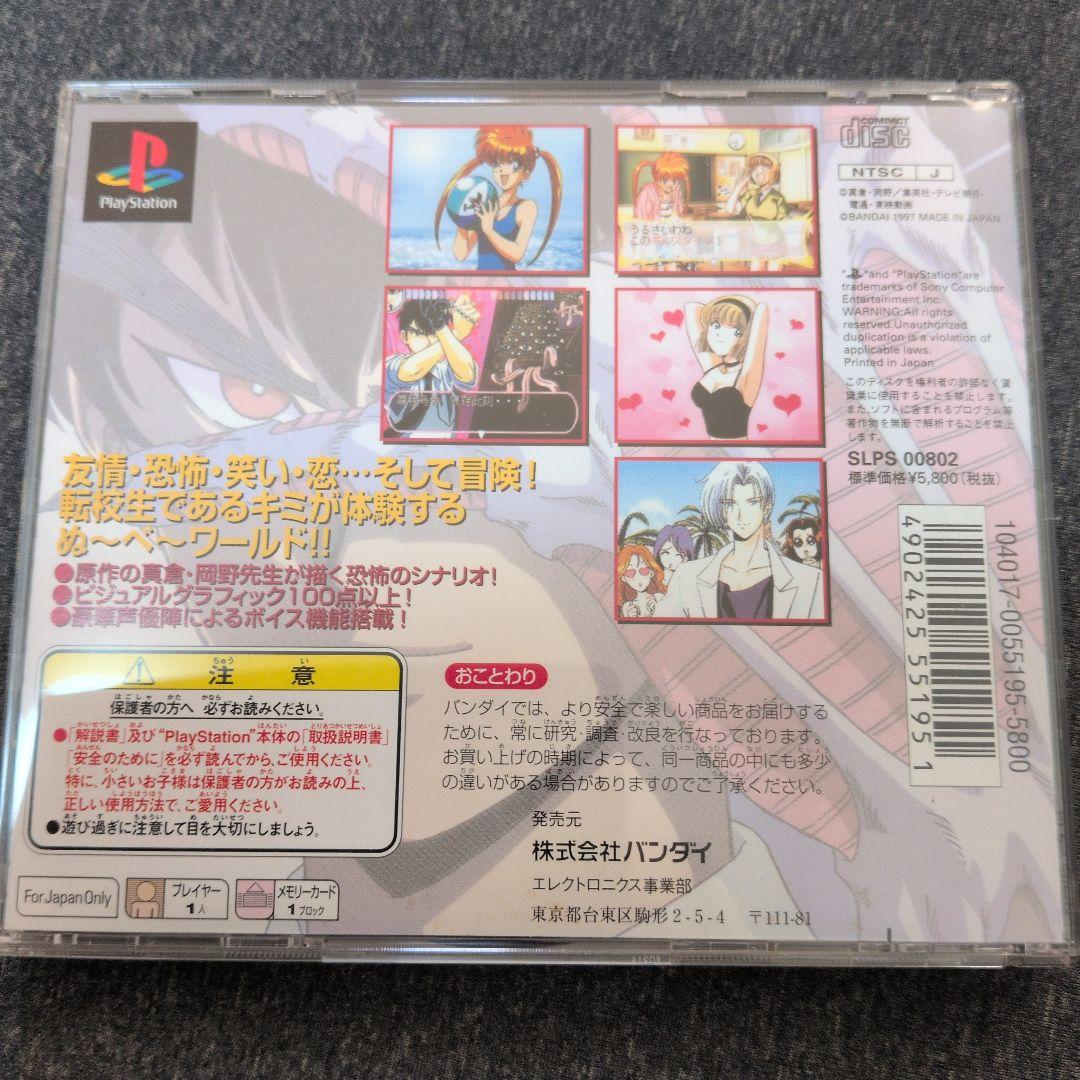 PlayStation
COMPACT
disc
NTSC J
©真倉・岡野／集英社・テレビ朝日・
電通・東映動画
©BANDAI 1997 MADE IN JAPAN
うるさいわね
このボルスタイン！
" "and "PlayStation"are
trademarks of Sony Computer
Entertainment Inc.
WARNING:All rights
reserved.Unauthorized
duplication is a violation of
applicable laws.
Printed in Japan
このディスクを権利者の許諾なく賃
貸業に使用することを禁止します。
また、ソフトに含まれるプログラム等
著作物を無断で解析することを禁止
します。
SLPS 00802
標準価格¥5,800(税抜)
友情・恐怖・笑い・恋…そして冒険！
転校生であるキミが体験する
ぬ〜べ〜ワールド!!
●原作の真倉・岡野先生が描く恐怖のシナリオ！
●ビジュアルグラフィック100点以上！
●豪華声優陣によるボイス機能搭載！
4902425551951
104017-0055195-5800
注意
保護者の方へ 必ずお読みください。
●「解説書」及び"PlayStation"本体の「取扱説明書」
「安全のために」を必ず読んでから、ご使用ください。
特に、小さいお子様は保護者の方がお読みの上、
正しい使用方法で、ご愛用ください。
●遊び過ぎに注意して目を大切にしましょう。
おことわり
バンダイでは、より安全で楽しい商品をお届けする
ために、常に研究・調査・改良を行なっております。
お買い上げの時期によって、同一商品の中にも多少
の違いがある場合がありますのでご了承ください。
発売元
株式会社バンダイ
エレクトロニクス事業部
東京都台東区駒形2-5-4 〒111-81
For Japan Only
プレイヤー
1人
メモリーカード
1ブロック